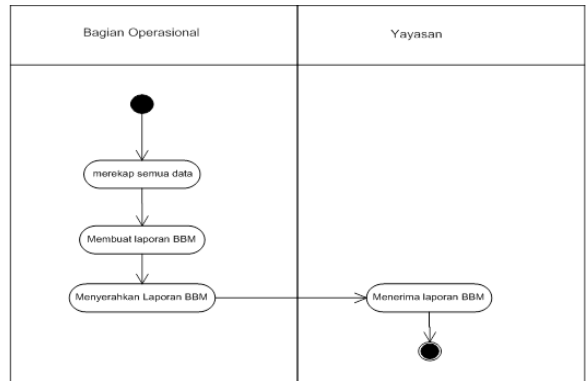 Bagian Operasional
Yayasan
merekap semua data
Membuat laporan BBM
Menyerahkan Laporan BBM
Menerima laporan BBM